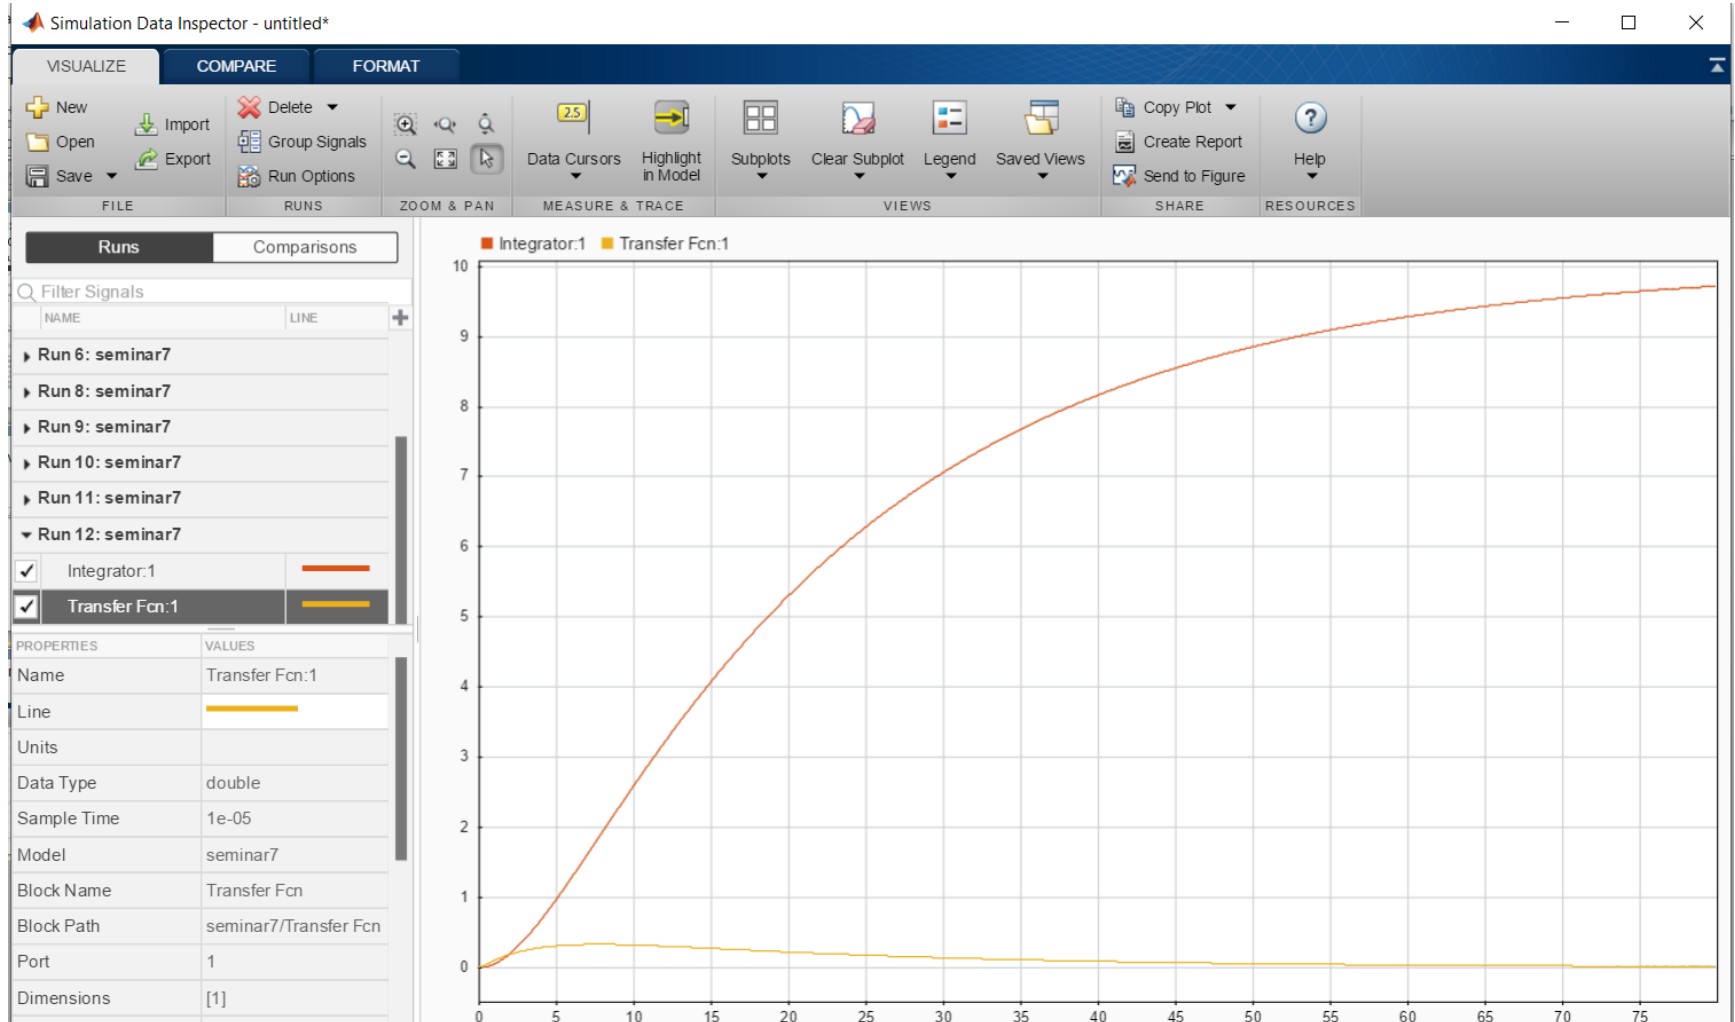 Simulation Data Inspector - untitled*
VISUALIZE COMPARE FORMAT
New
Open
Save
Import
Export
FILE
Delete
Group Signals
Run Options
RUNS
ZOOM & PAN
2.5
Data Cursors
Highlight
in Model
MEASURE & TRACE
Subplots
Clear Subplot
Legend
Saved Views
VIEWS
Copy Plot
Create Report
Send to Figure
SHARE
?
Help
RESOURCES
Runs Comparisons
Filter Signals
NAME LINE
Run 6: seminar7
Run 8: seminar7
Run 9: seminar7
Run 10: seminar7
Run 11: seminar7
Run 12: seminar7
Integrator:1
Transfer Fcn:1
PROPERTIES VALUES
Name Transfer Fcn:1
Line
Units
Data Type double
Sample Time 1e-05
Model seminar7
Block Name Transfer Fcn
Block Path seminar7/Transfer Fcn
Port 1
Dimensions [1]
Integrator:1 Transfer Fcn:1
10
9
8
7
6
5
4
3
2
1
0
0 5 10 15 20 25 30 35 40 45 50 55 60 65 70 75